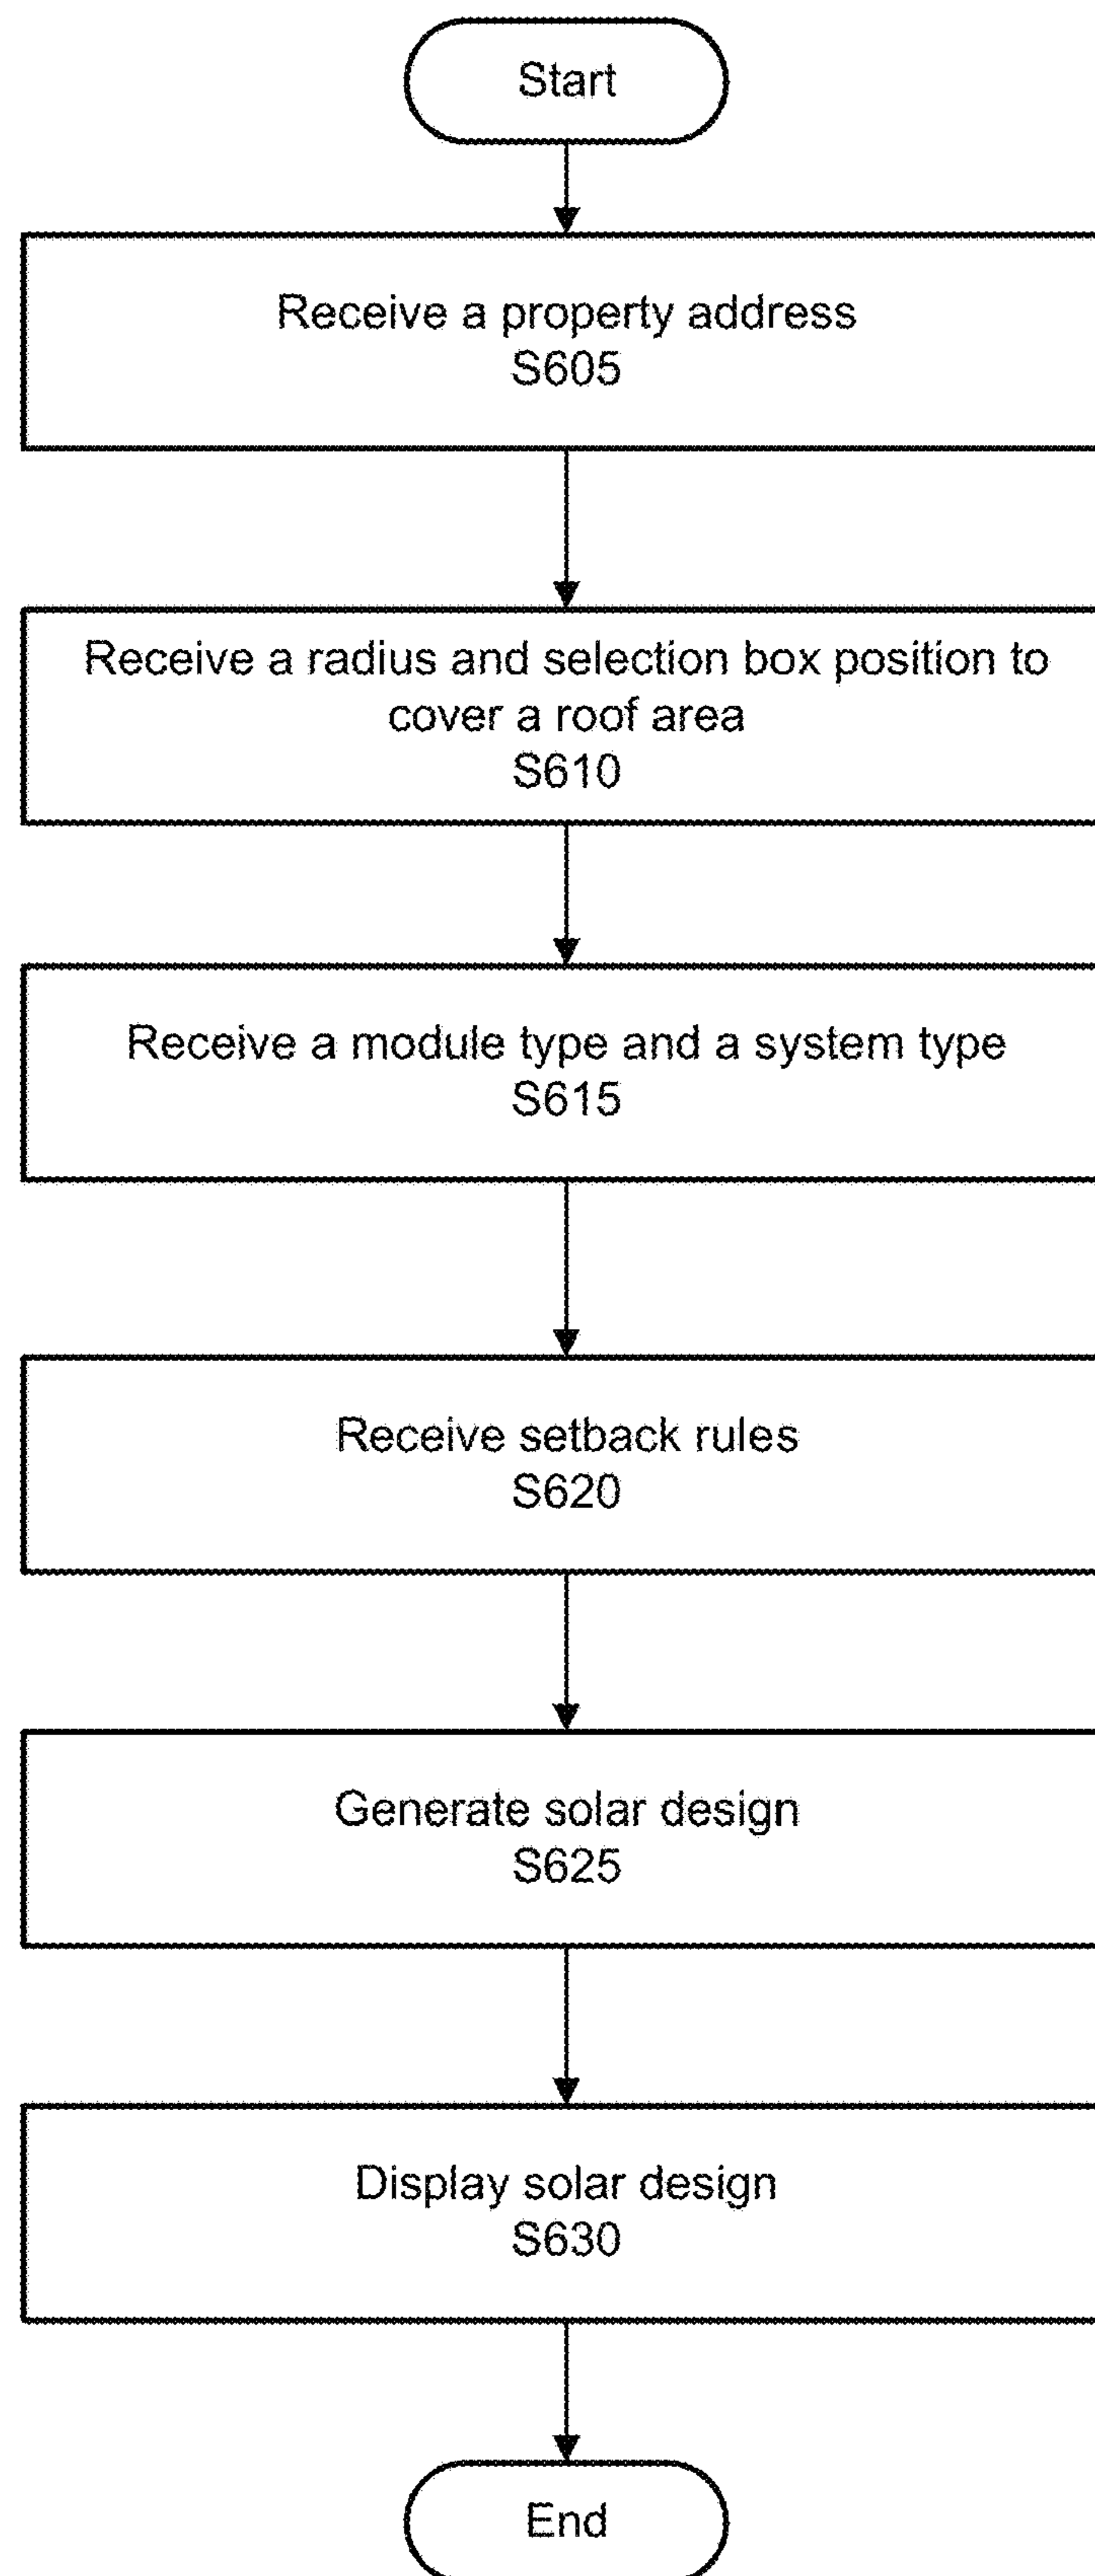 Start
Receive a property address
S605
Receive a radius and selection box position to
cover a roof area
S610
Receive a module type and a system type
S615
Receive setback rules
S620
Generate solar design
S625
Display solar design
S630
End